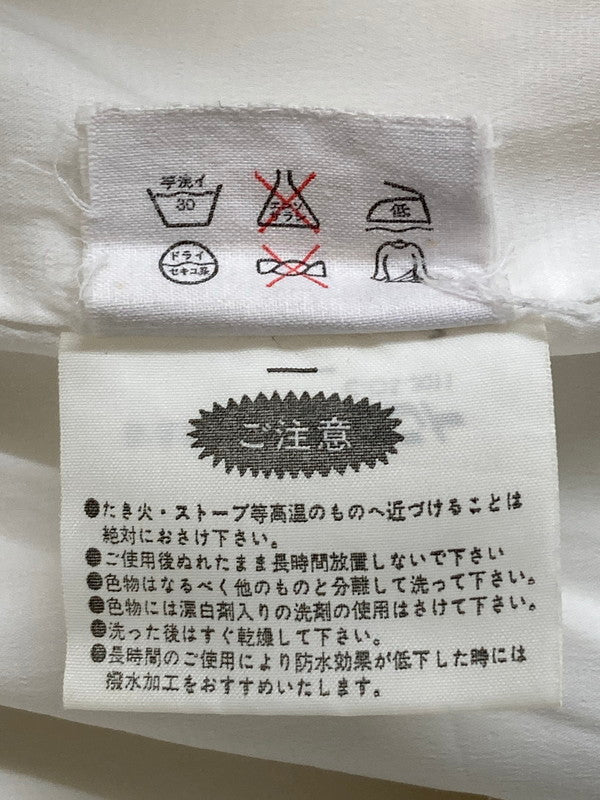 手洗イ
30
低
ドライ
セキユ系
ご注意
●たき火・ストーブ等高温のものへ近づけることは
絶対におさけ下さい。
●ご使用後ぬれたまま長時間放置しないで下さい
●色物はなるべく他のものと分離して洗って下さい。
●色物には漂白剤入りの洗剤の使用はさけて下さい。
●洗った後はすぐ乾燥して下さい。
●長時間のご使用により防水効果が低下した時には
撥水加工をおすすめいたします。